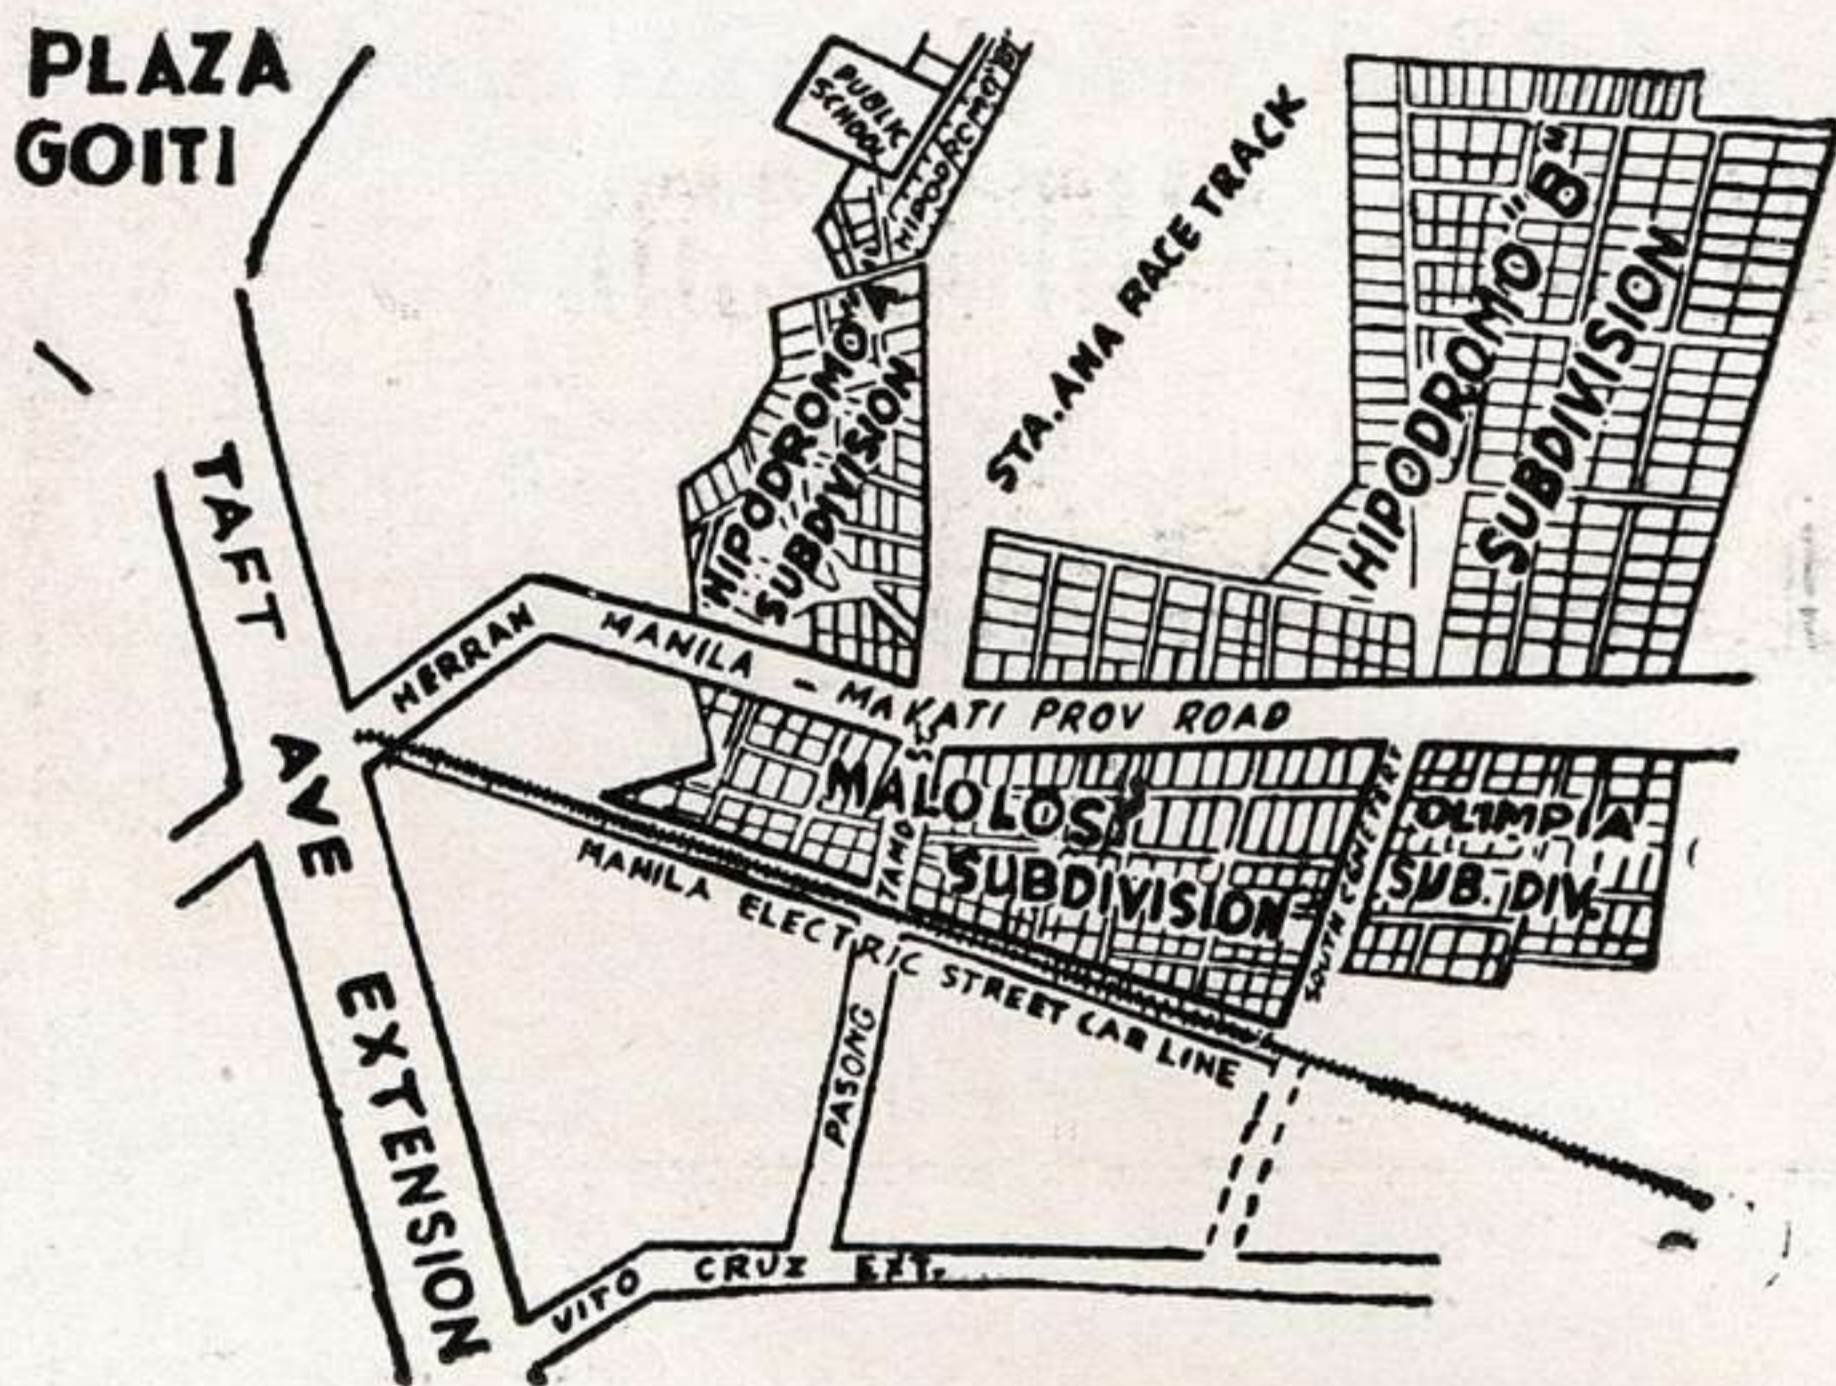 PLAZA
GOITI
PUBLIC
SCHOOL
STA. ANA RACE TRACK
HIPODROMO "B"
SUBDIVISION
HIPODROMO "A"
SUBDIVISION
TAFT
AVE
EXTENSION
HERRAN
MANILA - MAKATI PROV ROAD
MALOLOS
SUBDIVISION
TAMO
SOUTH CEMETERY
OLIMPIA
SUB. DIV.
MANILA ELECTRIC STREET CAR LINE
PASONG
VITO CRUZ EXT.